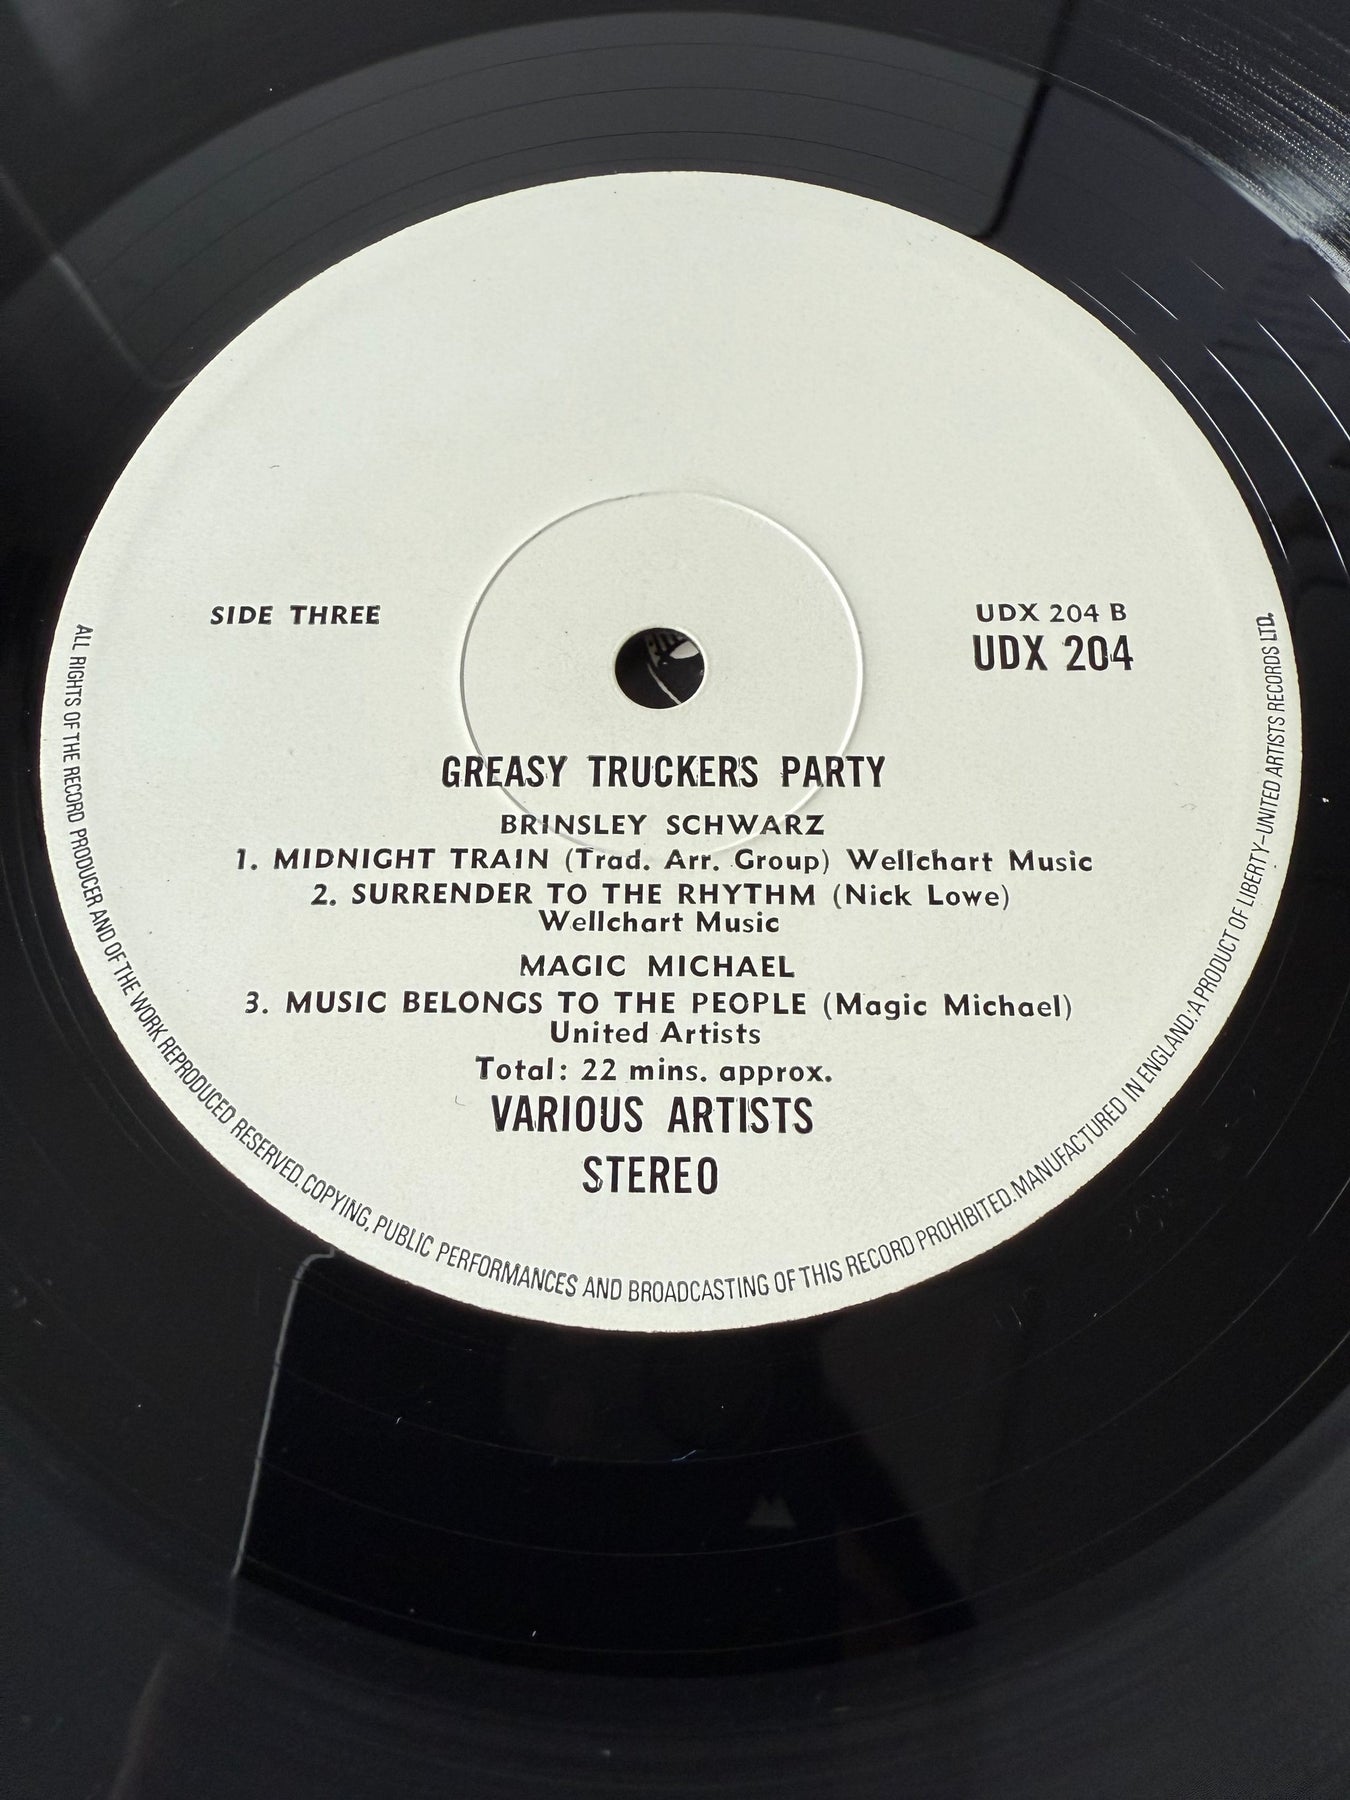 SIDE THREE
UDX 204 B
UDX 204
GREASY TRUCKERS PARTY
BRINSLEY SCHWARZ
1. MIDNIGHT TRAIN (Trad. Arr. Group) Wellchart Music
2. SURRENDER TO THE RHYTHM (Nick Lowe)
Wellchart Music
MAGIC MICHAEL
3. MUSIC BELONGS TO THE PEOPLE (Magic Michael)
United Artists
Total: 22 mins. approx.
VARIOUS ARTISTS
STEREO
ALL RIGHTS OF THE RECORD PRODUCER AND OF THE WORK REPRODUCED RESERVED. COPYING, PUBLIC PERFORMANCES AND BROADCASTING OF THIS RECORD PROHIBITED. MANUFACTURED IN ENGLAND: A PRODUCT OF LIBERTY-UNITED ARTISTS RECORDS LTD.